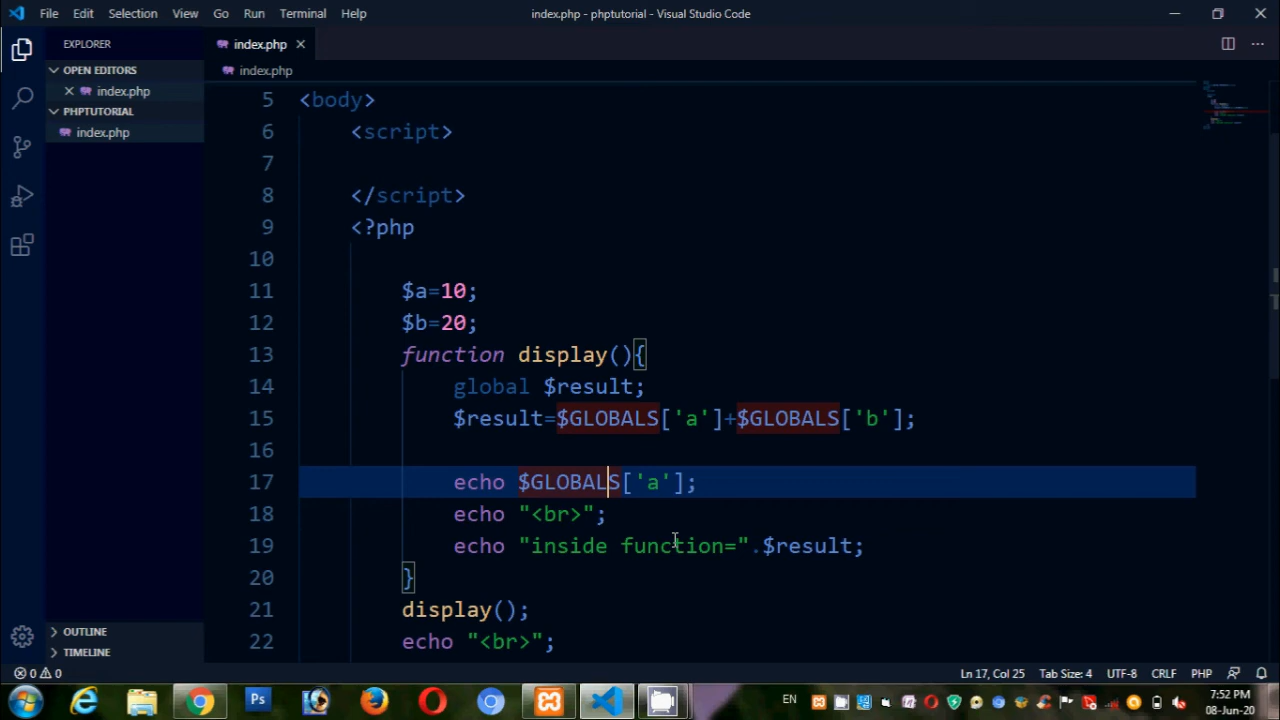 File Edit Selection View Go Run Terminal Help index.php - phptutorial - Visual Studio Code
EXPLORER
OPEN EDITORS
index.php
PHPTUTORIAL
index.php
OUTLINE
TIMELINE
index.php
index.php
5 <body>
6 <script>
7
8 </script>
9 <?php
10
11 $a=10;
12 $b=20;
13 function display(){
14 global $result;
15 $result=$GLOBALS['a']+$GLOBALS['b'];
16
17 echo $GLOBALS['a'];
18 echo "<br>";
19 echo "inside function=".$result;
20 }
21 display();
22 echo "<br>";
0 0 Ln 17, Col 25 Tab Size: 4 UTF-8 CRLF PHP
Ps EN 7:52 PM
08-Jun-20